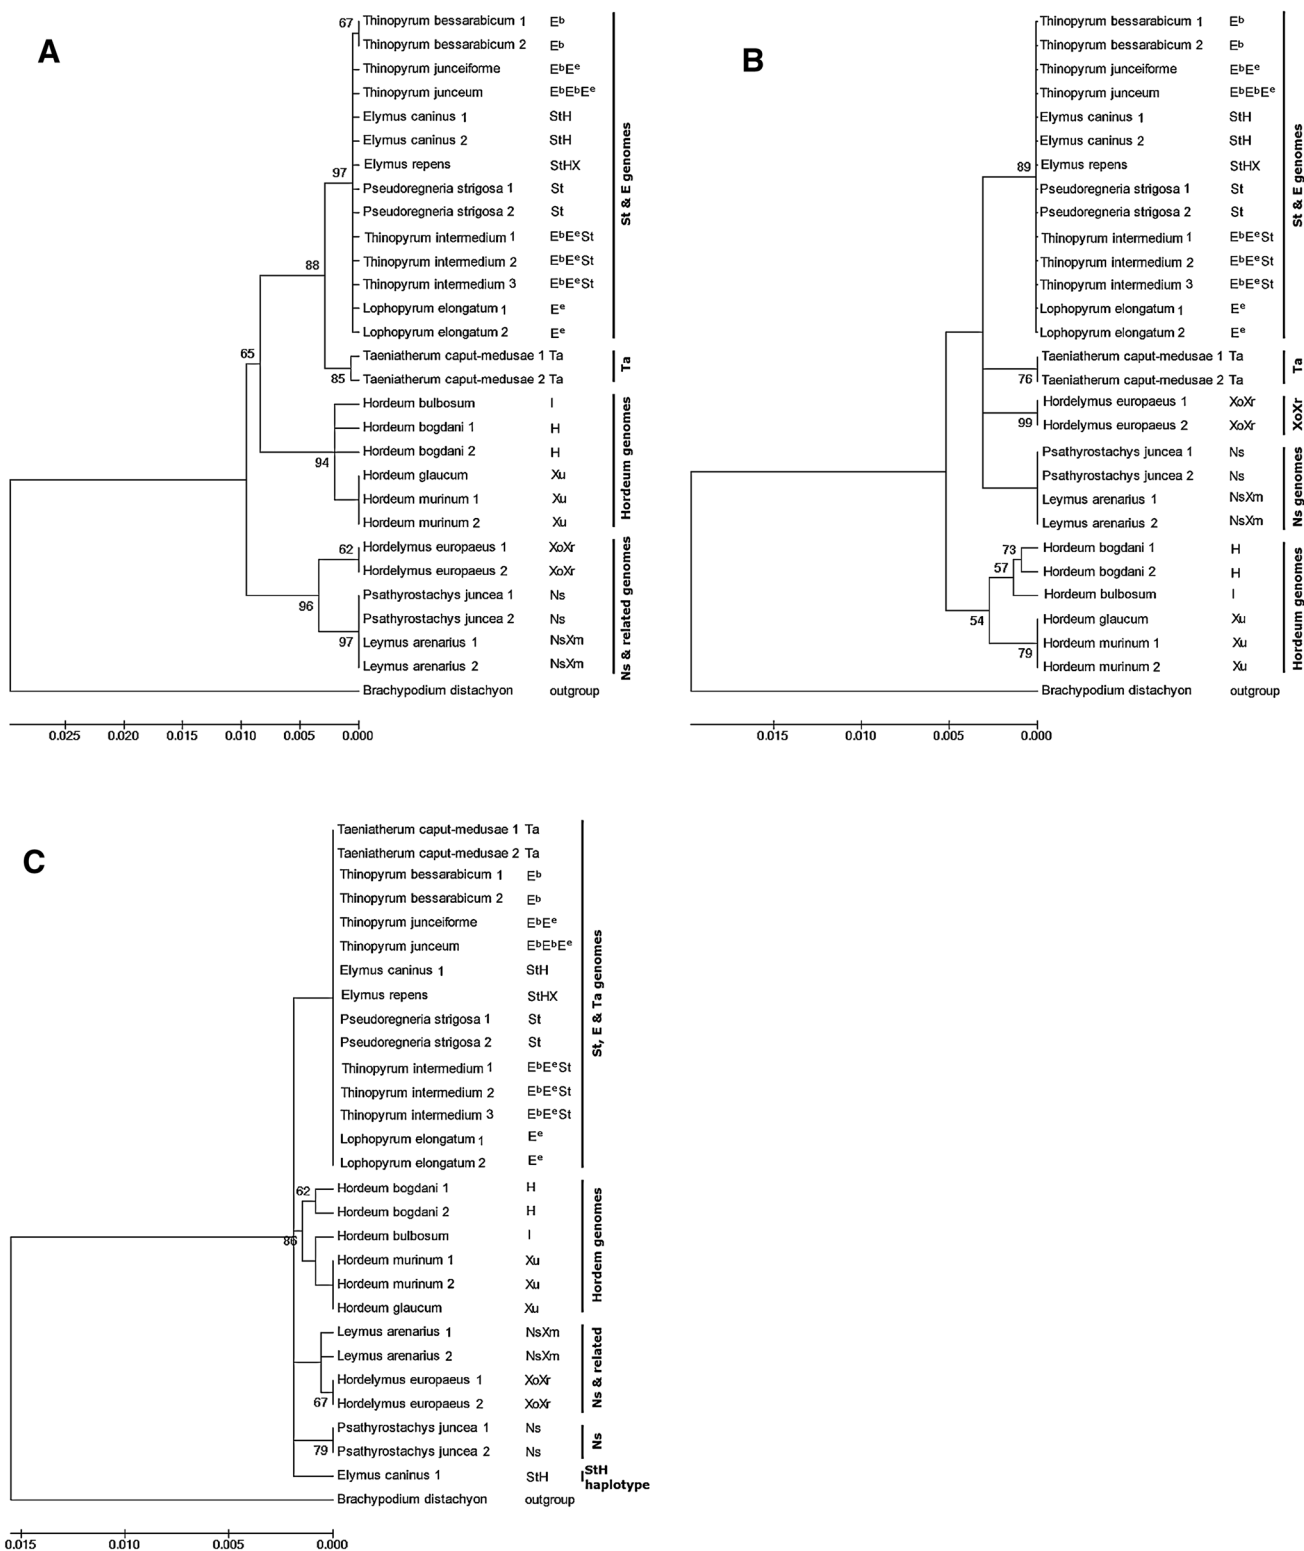 A
67
Thinopyrum bessarabicum 1 Eb
Thinopyrum bessarabicum 2 Eb
Thinopyrum junceiforme EbEe
Thinopyrum junceum EbEbEe
Elymus caninus 1 StH
Elymus caninus 2 StH
Elymus repens StHX
97
Pseudoregneria strigosa 1 St
Pseudoregneria strigosa 2 St
Thinopyrum intermedium 1 EbEeSt
Thinopyrum intermedium 2 EbEeSt
Thinopyrum intermedium 3 EbEeSt
88
Lophopyrum elongatum 1 Ee
Lophopyrum elongatum 2 Ee
St & E genomes
65
Taeniatherum caput-medusae 1 Ta
Taeniatherum caput-medusae 2 Ta
85
Ta
Hordeum bulbosum I
Hordeum bogdani 1 H
Hordeum bogdani 2 H
94
Hordeum glaucum Xu
Hordeum murinum 1 Xu
Hordeum murinum 2 Xu
Hordeum genomes
62
Hordelymus europaeus 1 XoXr
Hordelymus europaeus 2 XoXr
96
Psathyrostachys juncea 1 Ns
Psathyrostachys juncea 2 Ns
97
Leymus arenarius 1 NsXm
Leymus arenarius 2 NsXm
Ns & related genomes
Brachypodium distachyon outgroup
0.025 0.020 0.015 0.010 0.005 0.000
B
Thinopyrum bessarabicum 1 Eb
Thinopyrum bessarabicum 2 Eb
Thinopyrum junceiforme EbEe
Thinopyrum junceum EbEbEe
Elymus caninus 1 StH
Elymus caninus 2 StH
89
Elymus repens StHX
Pseudoregneria strigosa 1 St
Pseudoregneria strigosa 2 St
Thinopyrum intermedium 1 EbEeSt
Thinopyrum intermedium 2 EbEeSt
Thinopyrum intermedium 3 EbEeSt
Lophopyrum elongatum 1 Ee
Lophopyrum elongatum 2 Ee
St & E genomes
Taeniatherum caput-medusae 1 Ta
76
Taeniatherum caput-medusae 2 Ta
Ta
Hordelymus europaeus 1 XoXr
99
Hordelymus europaeus 2 XoXr
XoXr
Psathyrostachys juncea 1 Ns
Psathyrostachys juncea 2 Ns
Leymus arenarius 1 NsXm
Leymus arenarius 2 NsXm
Ns genomes
73
Hordeum bogdani 1 H
57
Hordeum bogdani 2 H
Hordeum bulbosum I
54
Hordeum glaucum Xu
Hordeum murinum 1 Xu
79
Hordeum murinum 2 Xu
Hordeum genomes
Brachypodium distachyon outgroup
0.015 0.010 0.005 0.000
C
Taeniatherum caput-medusae 1 Ta
Taeniatherum caput-medusae 2 Ta
Thinopyrum bessarabicum 1 Eb
Thinopyrum bessarabicum 2 Eb
Thinopyrum junceiforme EbEe
Thinopyrum junceum EbEbEe
Elymus caninus 1 StH
Elymus repens StHX
Pseudoregneria strigosa 1 St
Pseudoregneria strigosa 2 St
Thinopyrum intermedium 1 EbEeSt
Thinopyrum intermedium 2 EbEeSt
Thinopyrum intermedium 3 EbEeSt
Lophopyrum elongatum 1 Ee
Lophopyrum elongatum 2 Ee
St, E & Ta genomes
62
Hordeum bogdani 1 H
Hordeum bogdani 2 H
86
Hordeum bulbosum I
Hordeum murinum 1 Xu
Hordeum murinum 2 Xu
Hordeum glaucum Xu
Hordem genomes
Leymus arenarius 1 NsXm
Leymus arenarius 2 NsXm
Hordelymus europaeus 1 XoXr
67
Hordelymus europaeus 2 XoXr
Ns & related
Psathyrostachys juncea 1 Ns
79
Psathyrostachys juncea 2 Ns
Ns
Elymus caninus 1 StH
StH
haplotype
Brachypodium distachyon outgroup
0.015 0.010 0.005 0.000